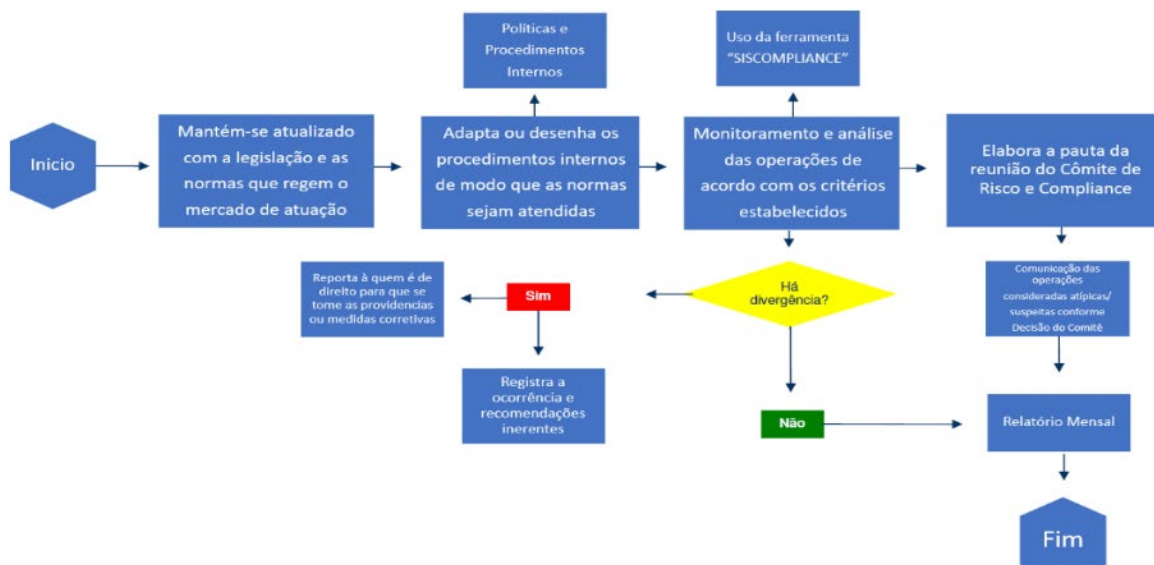 Políticas e
Procedimentos
Internos
Uso da ferramenta
“SISCOMPLIANCE”
Inicio
Mantém-se atualizado
com a legislação e as
normas que regem o
mercado de atuação
Adapta ou desenha os
procedimentos internos
de modo que as normas
sejam atendidas
Monitoramento e análise
das operações de
acordo com os critérios
estabelecidos
Elabora a pauta da
reunião do Cômite de
Risco e Compliance
Reporta à quem é de
direito para que se
tome as providencias
ou medidas corretivas
Sim
Há
divergência?
Comunicação das
operações
consideradas atípicas/
suspeitas conforme
Decisão do Comitê
Registra a
ocorrência e
recomendações
inerentes
Não
Relatório Mensal
Fim